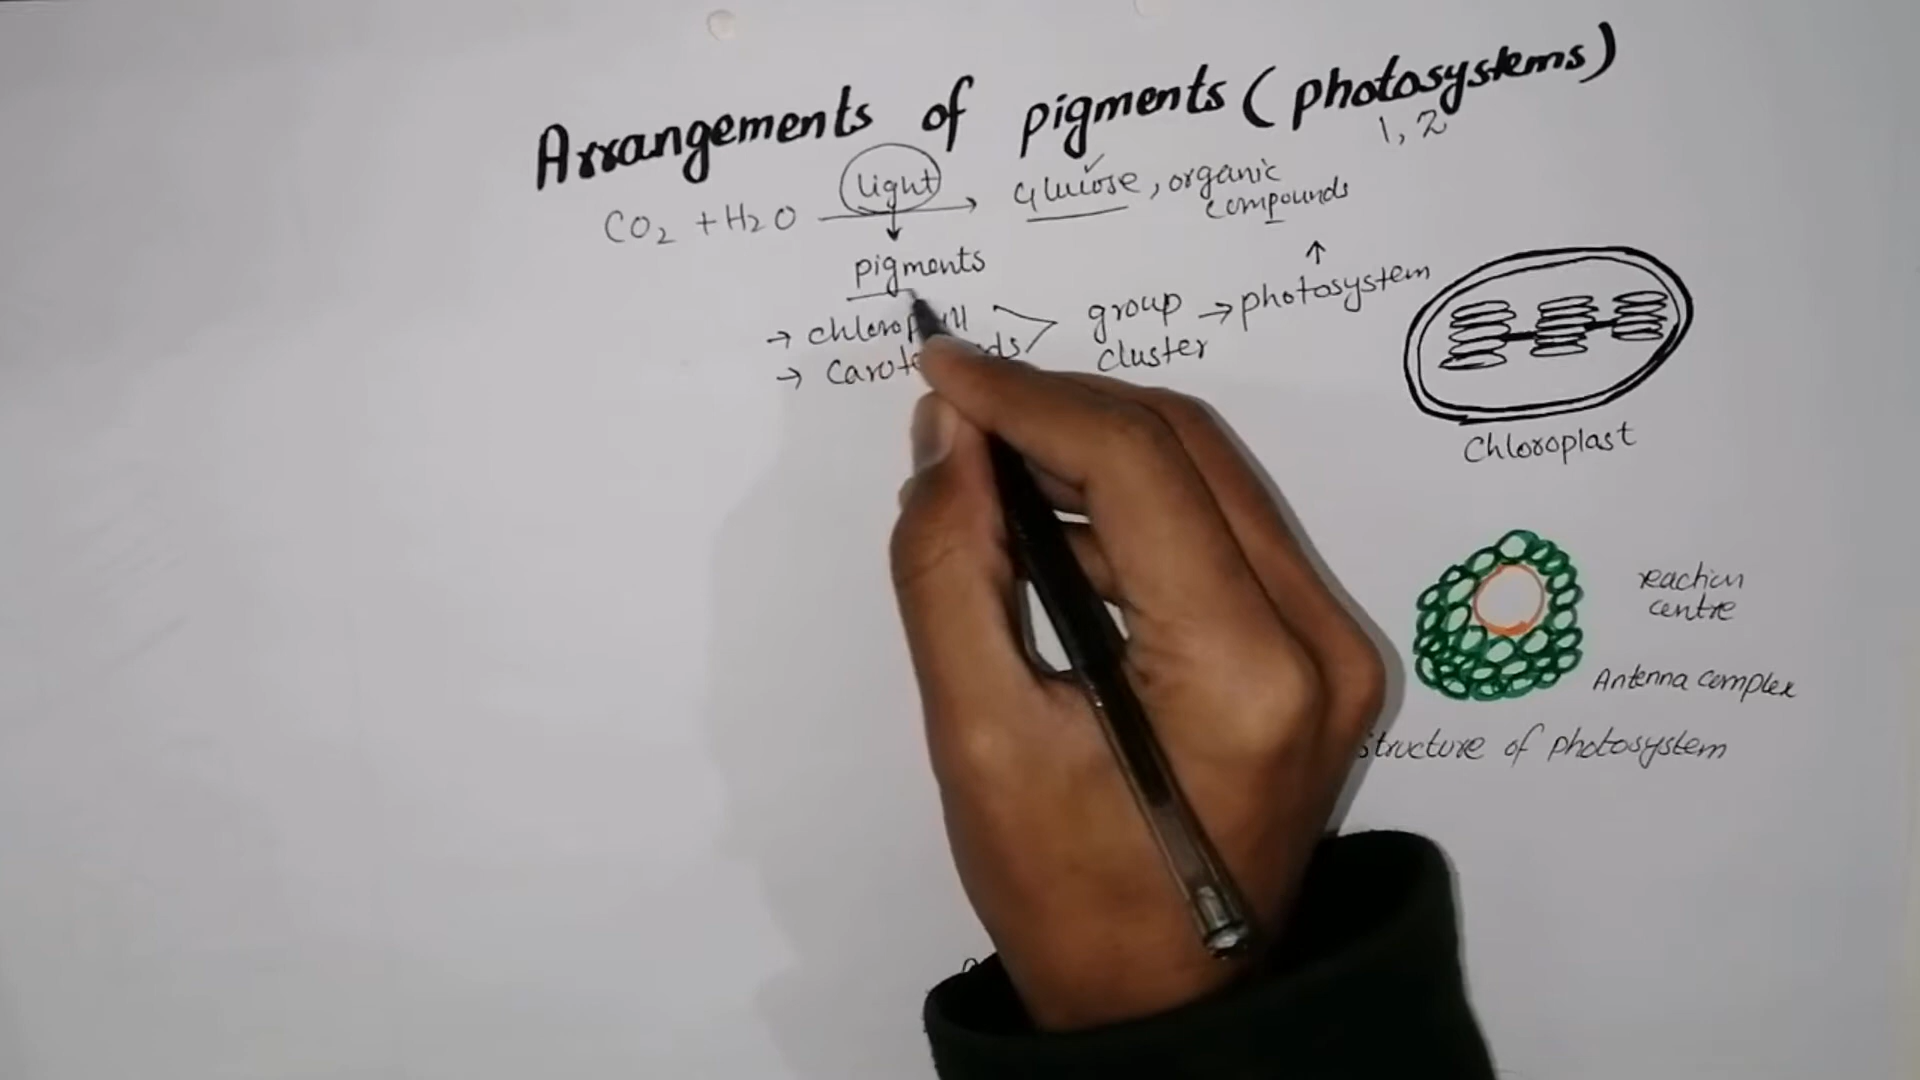 Arrangements of pigments (photosystems)
1, 2
CO2 + H2O light → Glucose, organic
compounds
pigments
→ chlorophyll
→
group → photosystem
cluster
Chloroplast
reaction
centre
Antenna complex
structure of photosystem